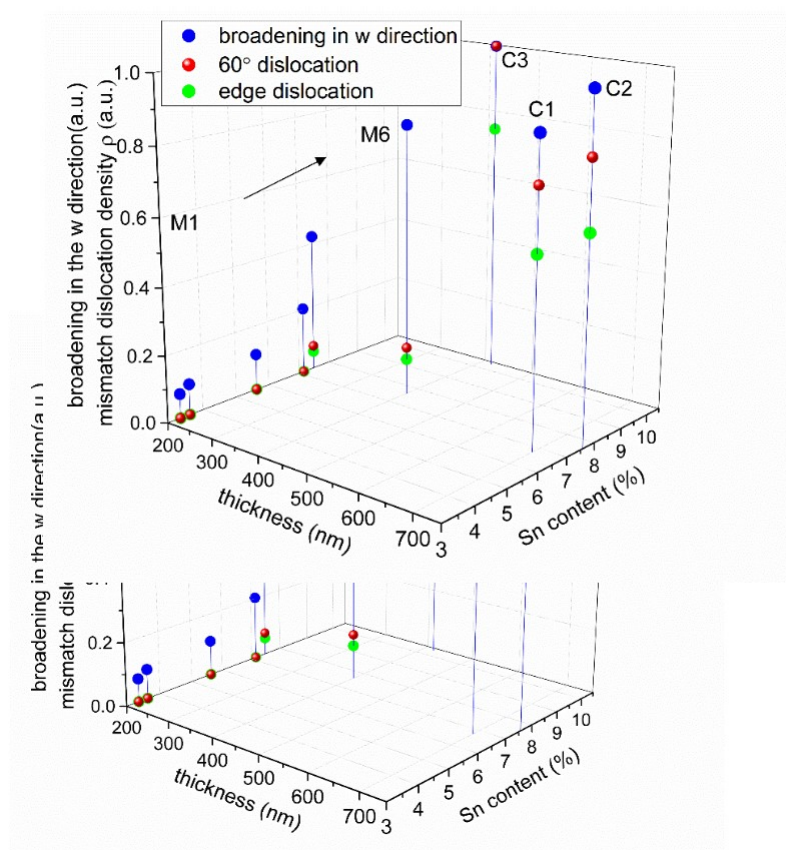 broadening in w direction
60° dislocation
edge dislocation
C3
C2
C1
M6
M1
broadening in the w direction(a.u.)
mismatch dislocation density ρ (a.u.)
1.0
0.8
0.6
0.4
0.2
0.0
200
300
400
500
600
700
thickness (nm)
3
4
5
6
7
8
9
10
Sn content (%)
broadening in the w direction(a.u.)
mismatch
0.2
0.0
200
300
400
500
600
700
thickness (nm)
3
4
5
6
7
8
9
10
Sn content (%)